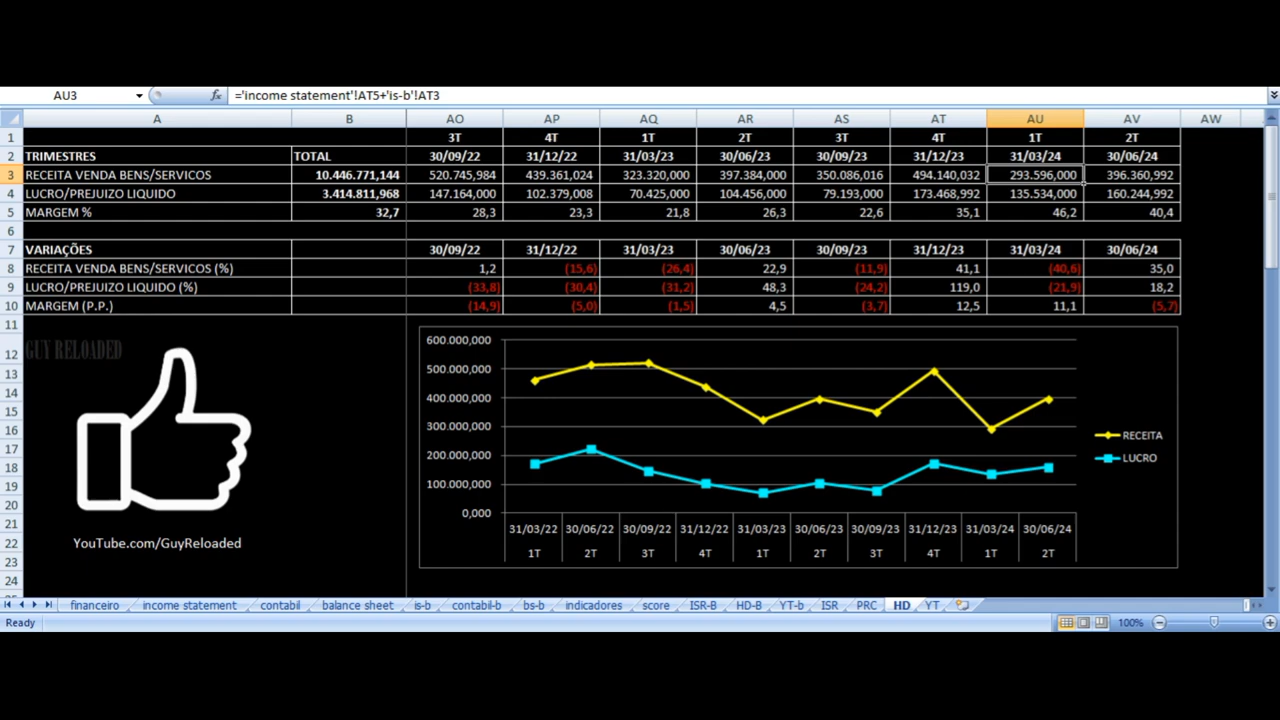 AU3 ='income statement'!AT5+'is-b'!AT3
A B AO AP AQ AR AS AT AU AV AW
1 3T 4T 1T 2T 3T 4T 1T 2T
2 TRIMESTRES TOTAL 30/09/22 31/12/22 31/03/23 30/06/23 30/09/23 31/12/23 31/03/24 30/06/24
3 RECEITA VENDA BENS/SERVICOS 10.446.771,144 520.745,984 439.361,024 323.320,000 397.384,000 350.086,016 494.140,032 293.596,000 396.360,992
4 LUCRO/PREJUIZO LIQUIDO 3.414.811,968 147.164,000 102.379,008 70.425,000 104.456,000 79.193,000 173.468,992 135.534,000 160.244,992
5 MARGEM % 32,7 28,3 23,3 21,8 26,3 22,6 35,1 46,2 40,4
6
7 VARIAÇÕES 30/09/22 31/12/22 31/03/23 30/06/23 30/09/23 31/12/23 31/03/24 30/06/24
8 RECEITA VENDA BENS/SERVICOS (%) 1,2 (15,6) (26,4) 22,9 (11,9) 41,1 (40,6) 35,0
9 LUCRO/PREJUIZO LIQUIDO (%) (33,8) (30,4) (31,2) 48,3 (24,2) 119,0 (21,9) 18,2
10 MARGEM (P.P.) (14,9) (5,0) (1,5) 4,5 (3,7) 12,5 11,1 (5,7)
11
12 GUY RELOADED
13
14
15
16
17
18
19
20
21
22 YouTube.com/GuyReloaded
23
24
600.000,000
500.000,000
400.000,000
300.000,000
200.000,000
100.000,000
0,000
31/03/22 30/06/22 30/09/22 31/12/22 31/03/23 30/06/23 30/09/23 31/12/23 31/03/24 30/06/24
1T 2T 3T 4T 1T 2T 3T 4T 1T 2T
RECEITA
LUCRO
financeiro income statement contabil balance sheet is-b contabil-b bs-b indicadores score ISR-B HD-B YT-b ISR PRC HD YT
Ready 100%